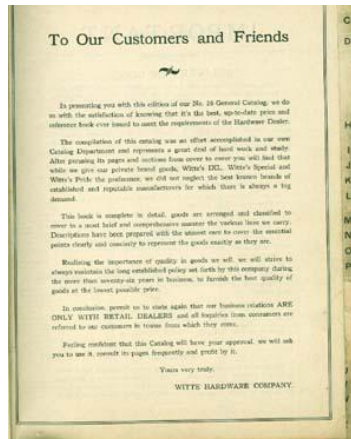 To Our Customers and Friends
In presenting you with this edition of our No. 26 General Catalog, we do
so with the satisfaction of knowing that it's the best, up-to-date price and
reference book ever issued to meet the requirements of the Hardware Dealer.
The compilation of this catalog was an effort accomplished in our own
Catalog Department and represents a great deal of hard work and study.
After perusing its pages and sections from cover to cover you will find that
while we give our private brand goods, Witte's IXL, Witte's Special and
Witte's Pride the preference, we did not neglect the best known brands of
established and reputable manufacturers for which there is always a big
demand.
This book is complete in detail, goods are arranged and classified to
cover in a most brief and comprehensive manner the various lines we carry.
Descriptions have been prepared with the utmost care to cover the essential
points clearly and concisely to represent the goods exactly as they are.
Realizing the importance of quality in goods we sell, we will strive to
always maintain the long established policy set forth by this company during
the more than seventy-six years in business, to furnish the best quality of
goods at the lowest possible price.
In conclusion, permit us to state again that our business relations ARE
ONLY WITH RETAIL DEALERS and all inquiries from consumers are
referred to our customers in towns from which they come.
Feeling confident that this Catalog will have your approval, we will ask
you to use it, consult its pages frequently and profit by it.
Yours very truly,
WITTE HARDWARE COMPANY.
C
D
H
I
J
K
L
M
N
O
P